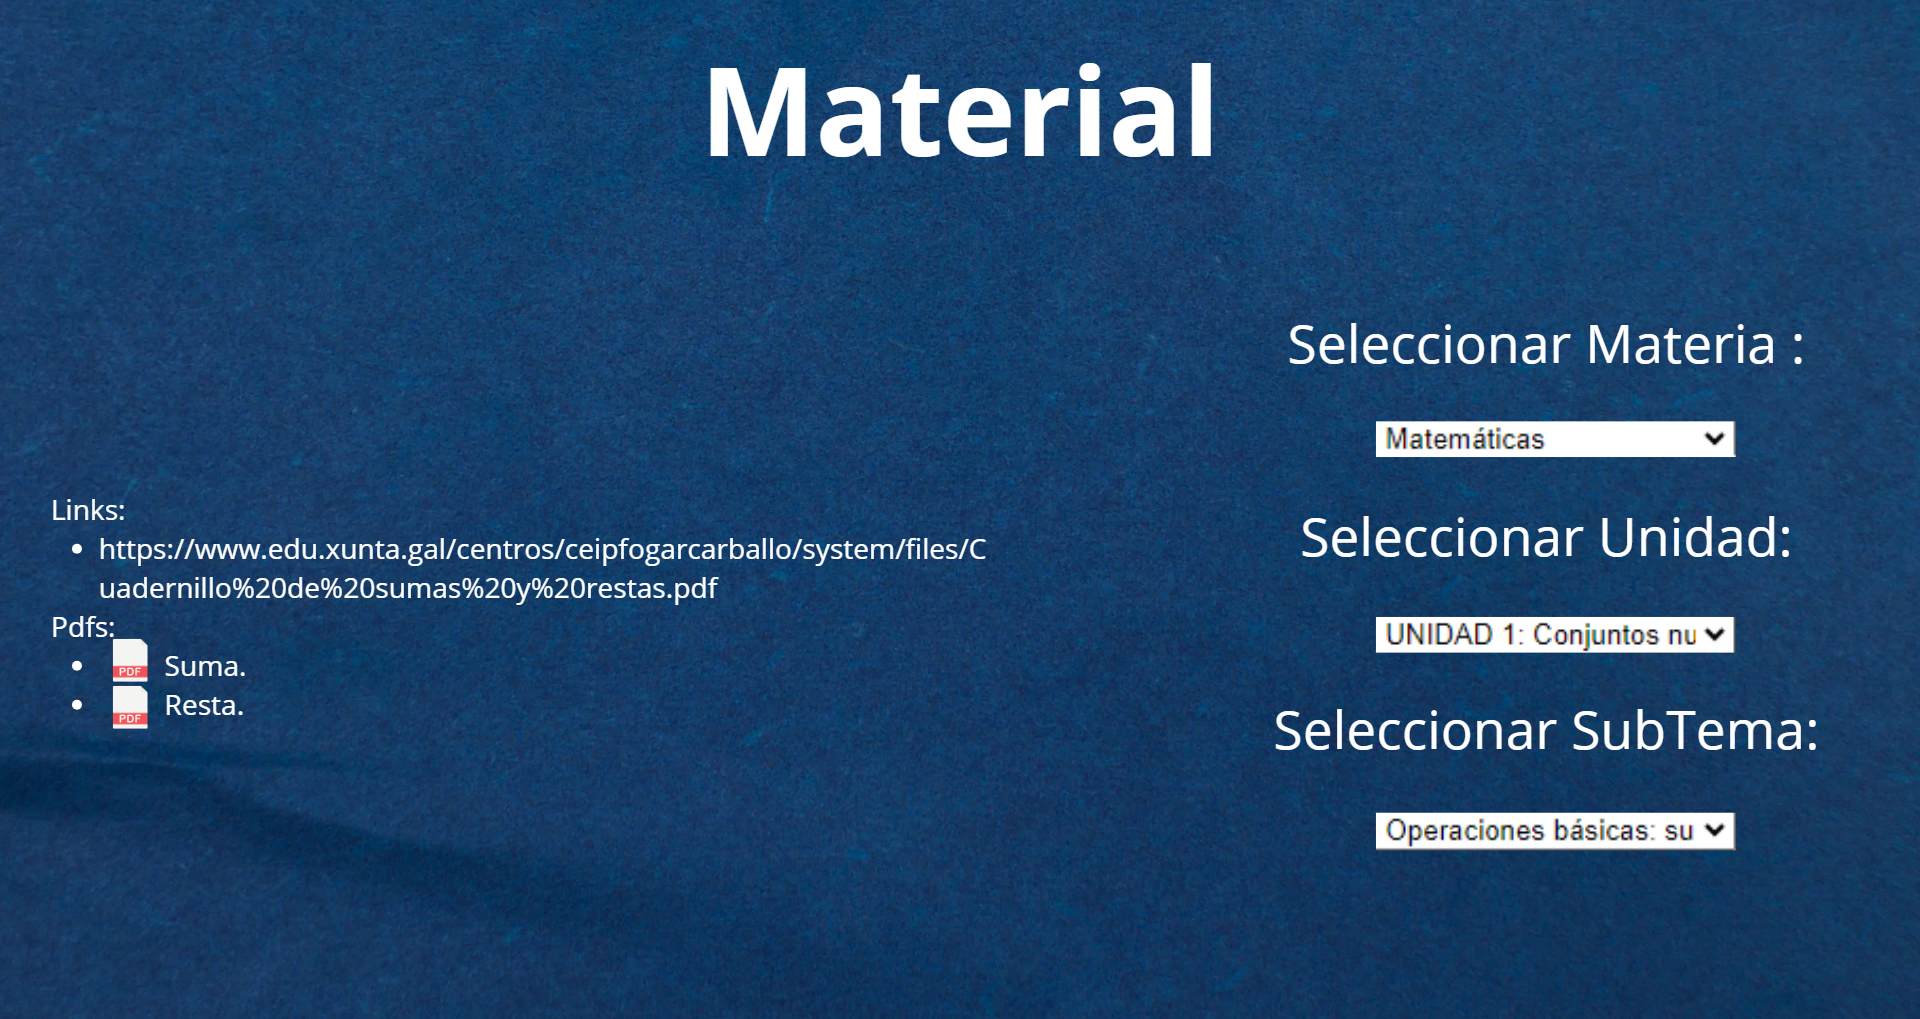 Material
Links:
https://www.edu.xunta.gal/centros/ceipfogarcarballo/system/files/C
uadernillo%20de%20sumas%20y%20restas.pdf
Pdfs:
PDF Suma.
PDF Resta.
Seleccionar Materia :
Matemáticas
Seleccionar Unidad:
UNIDAD 1: Conjuntos nu
Seleccionar SubTema:
Operaciones básicas: su